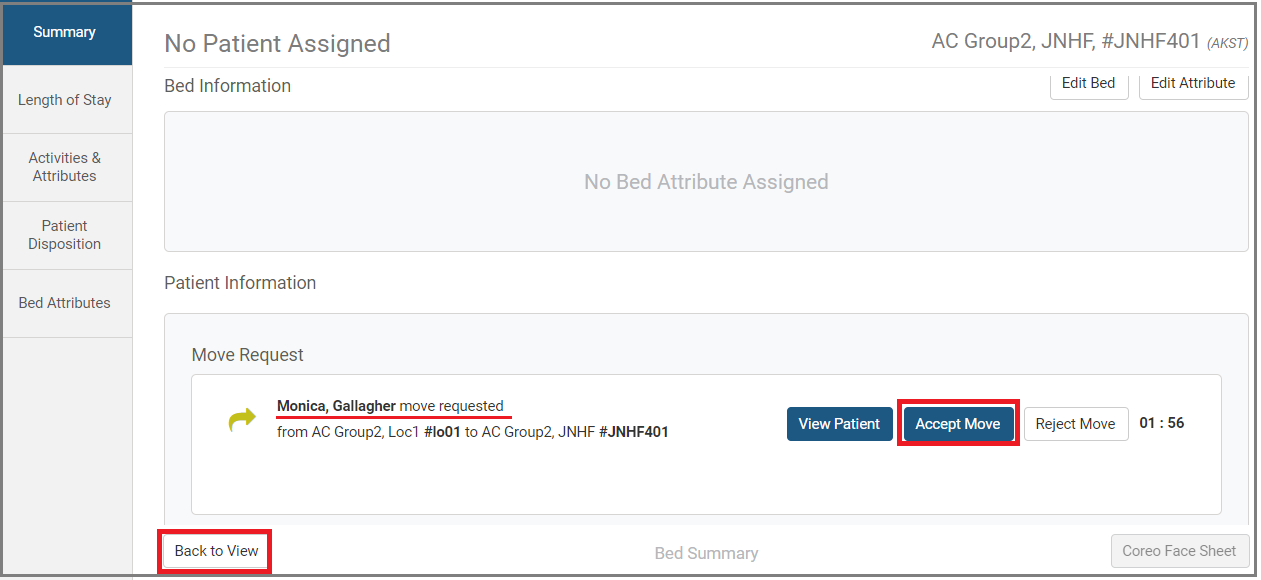 Summary
Length of Stay
Activities &
Attributes
Patient
Disposition
Bed Attributes
No Patient Assigned
AC Group2, JNHF, #JNHF401 (AKST)
Bed Information
Edit Bed
Edit Attribute
No Bed Attribute Assigned
Patient Information
Move Request
Monica, Gallagher move requested
from AC Group2, Loc1 #lo01 to AC Group2, JNHF #JNHF401
View Patient
Accept Move
Reject Move
01 : 56
Back to View
Bed Summary
Coreo Face Sheet